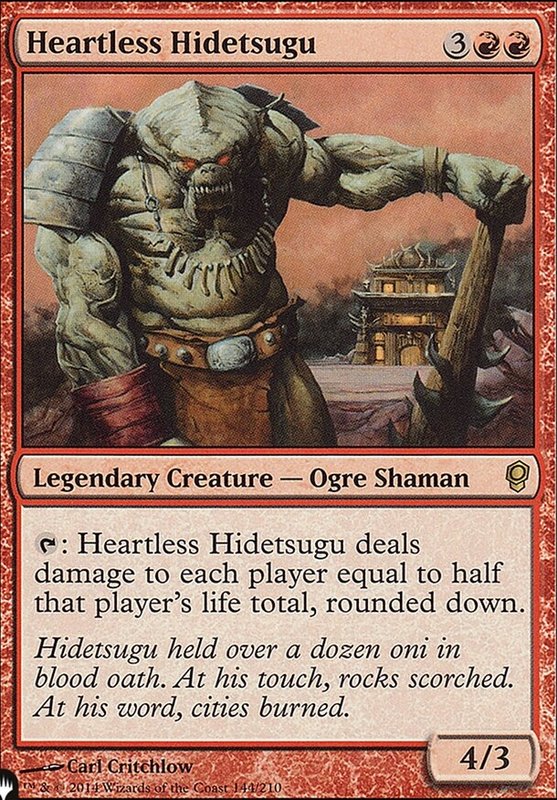 Heartless Hidetsugu 3
Legendary Creature — Ogre Shaman
: Heartless Hidetsugu deals
damage to each player equal to half
that player's life total, rounded down.
Hidetsugu held over a dozen oni in
blood oath. At his touch, rocks scorched.
At his word, cities burned.
Carl Critchlow
4/3
™ & © 2014 Wizards of the Coast 144/210